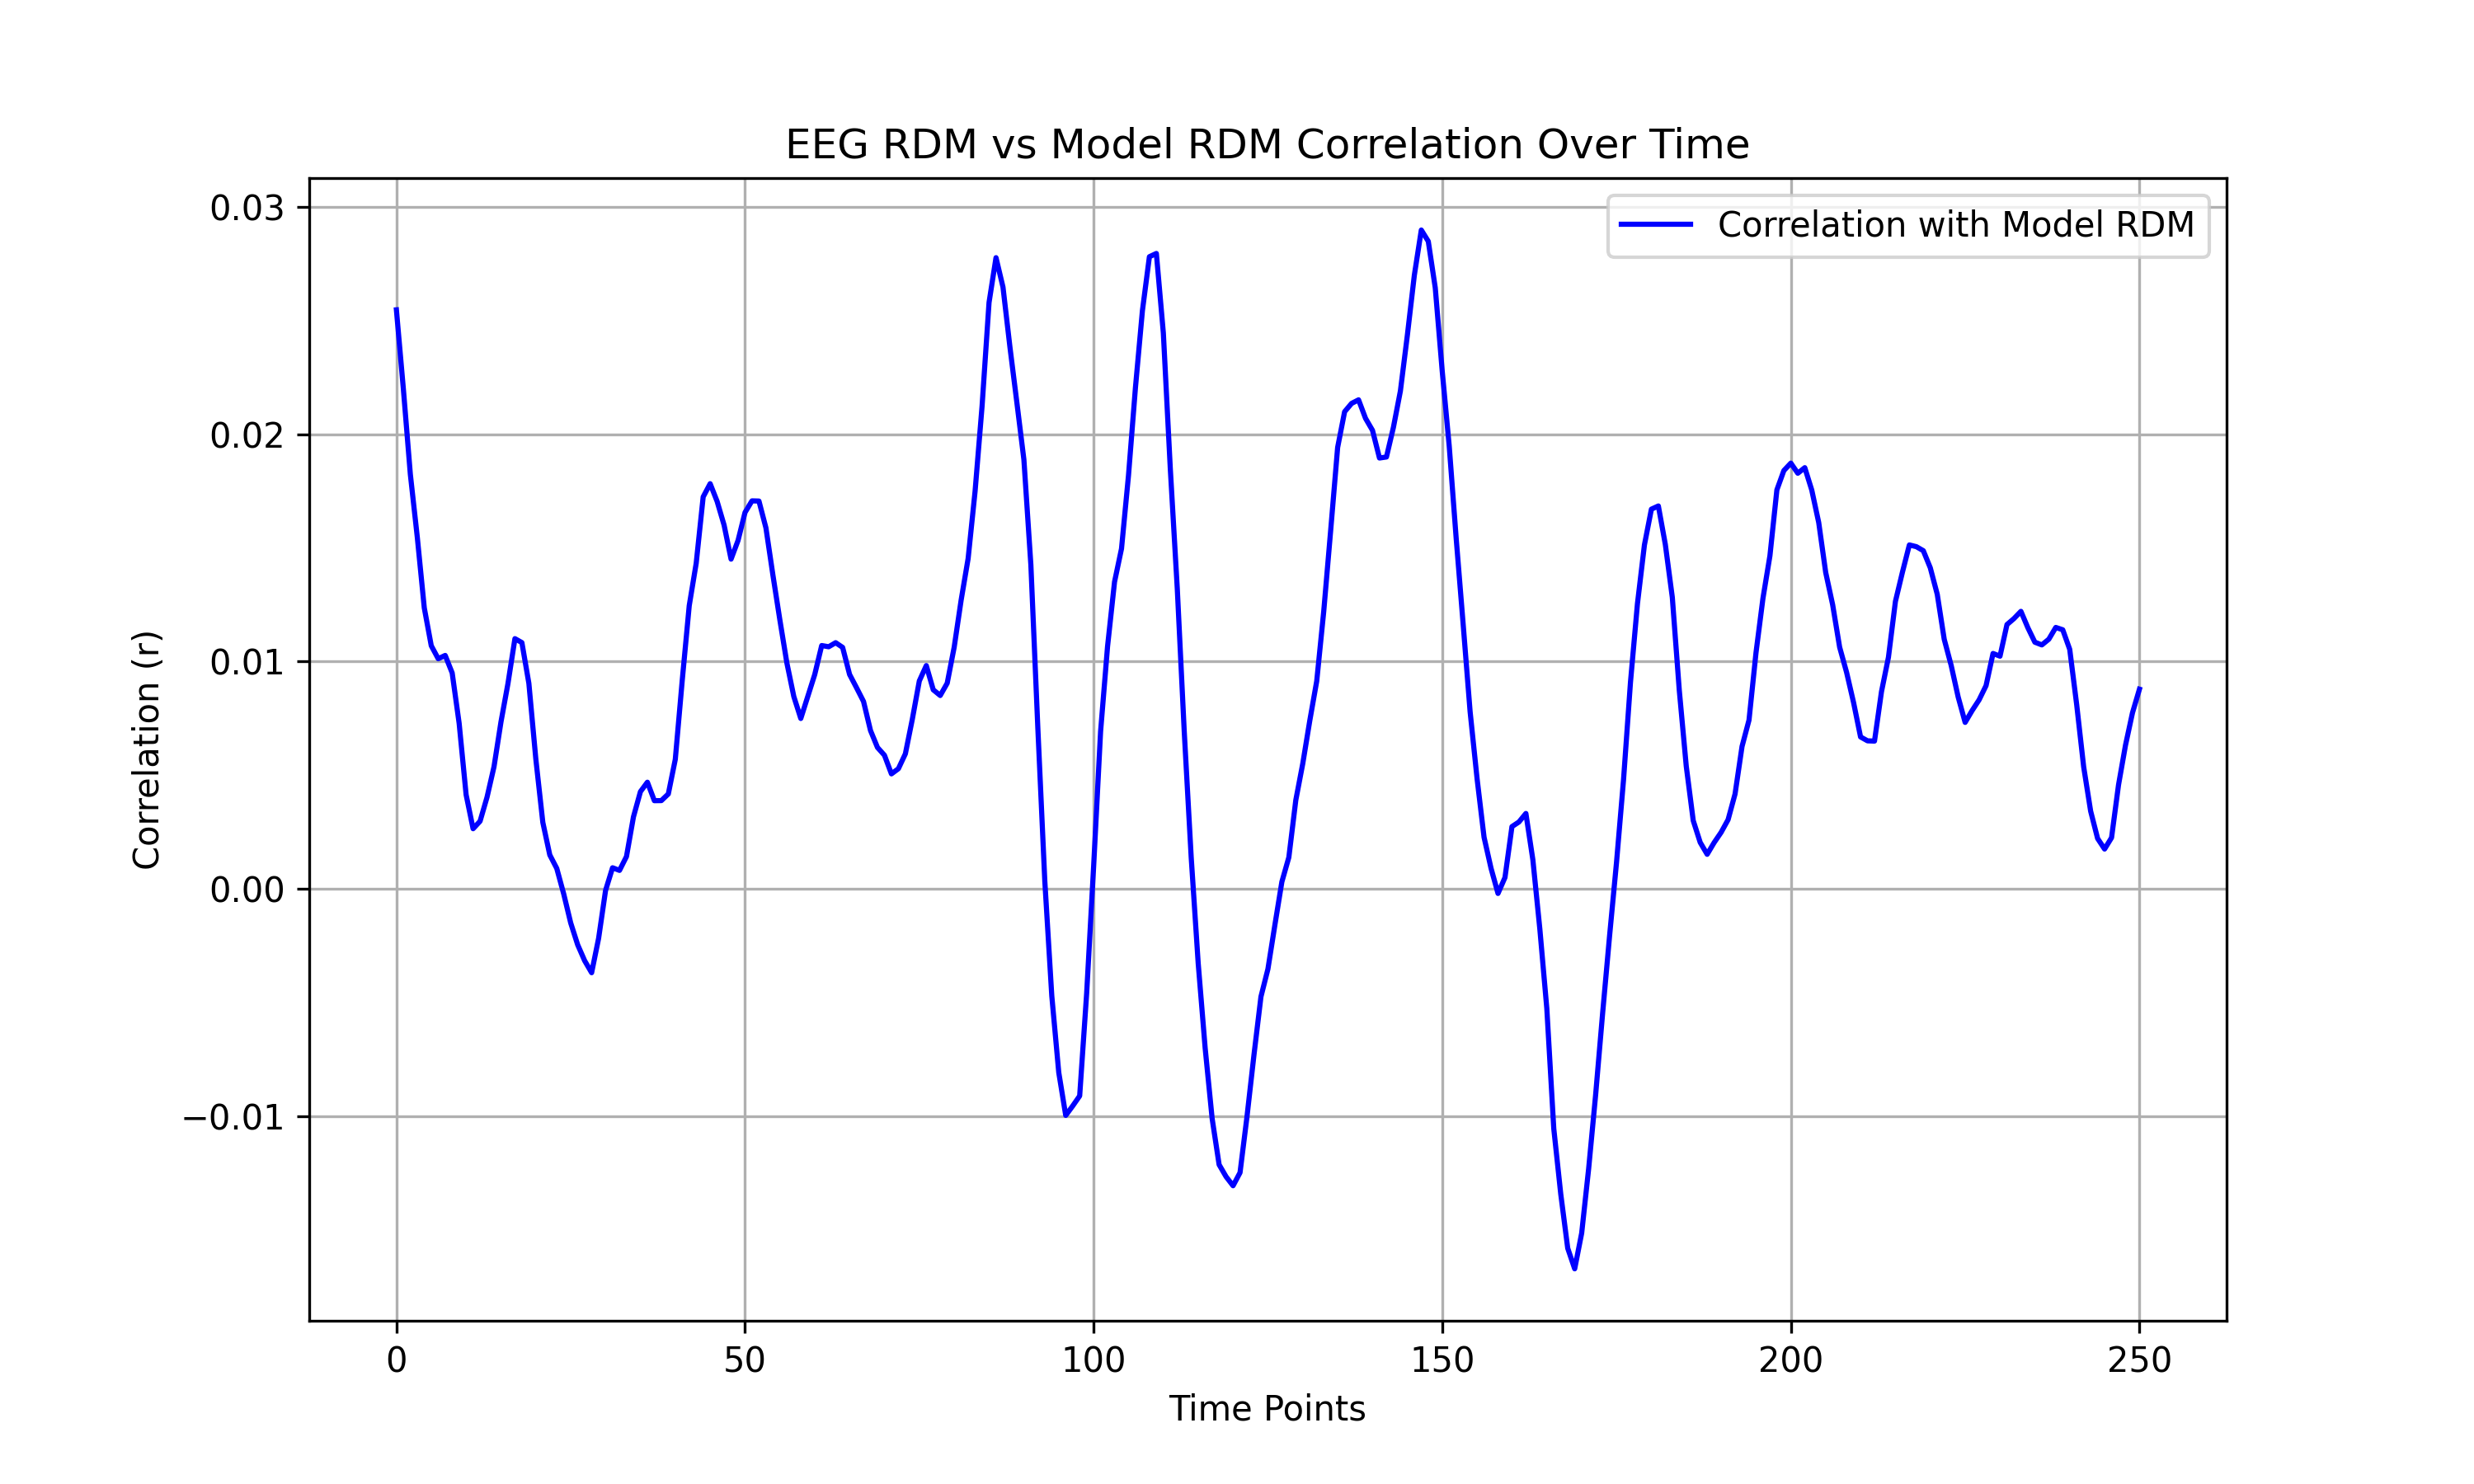 EEG RDM vs Model RDM Correlation Over Time
Correlation with Model RDM
Correlation (r)
0.03
0.02
0.01
0.00
−0.01
0 50 100 150 200 250
Time Points